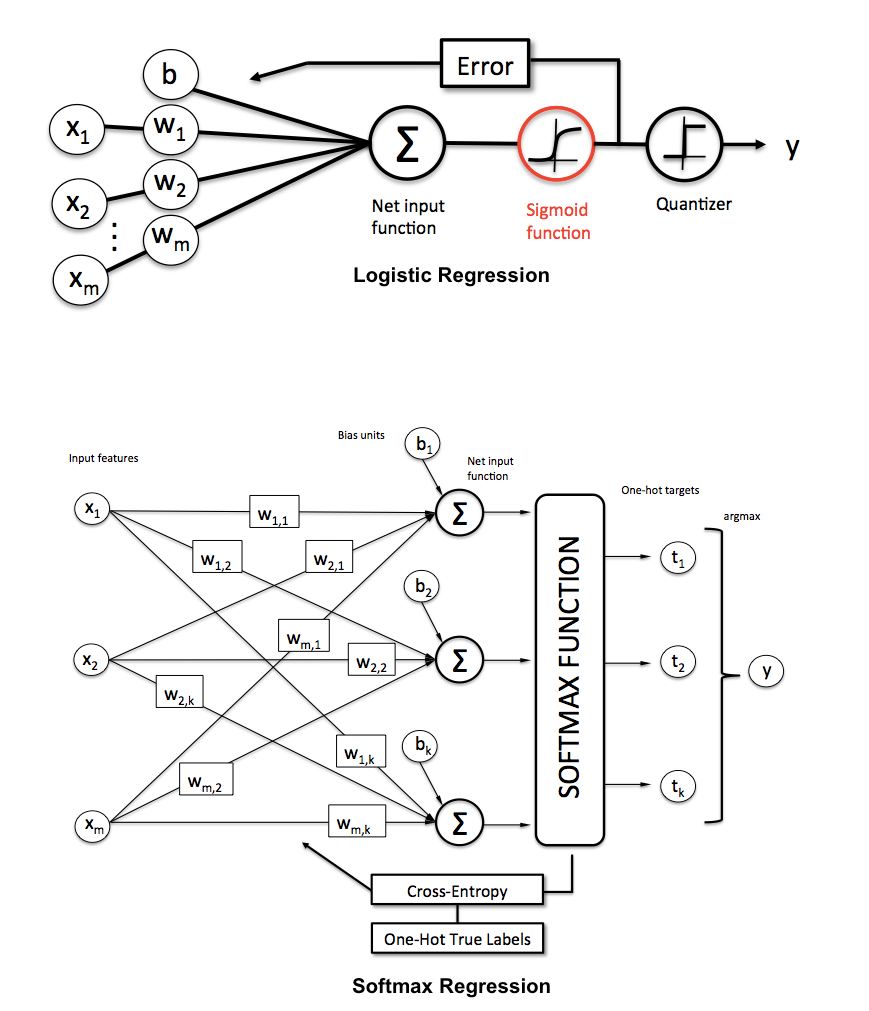 b
Error
x1
w1
Σ
y
x2
w2
⋮
wm
xm
Net input
function
Sigmoid
function
Quantizer
Logistic Regression
Bias units
b1
Input features
Net input
function
One-hot targets
argmax
x1
w1,1
Σ
w1,2
w2,1
t1
b2
wm,1
x2
w2,2
Σ
SOFTMAX FUNCTION
t2
y
w2,k
bk
w1,k
wm,2
tk
xm
wm,k
Σ
Cross-Entropy
One-Hot True Labels
Softmax Regression